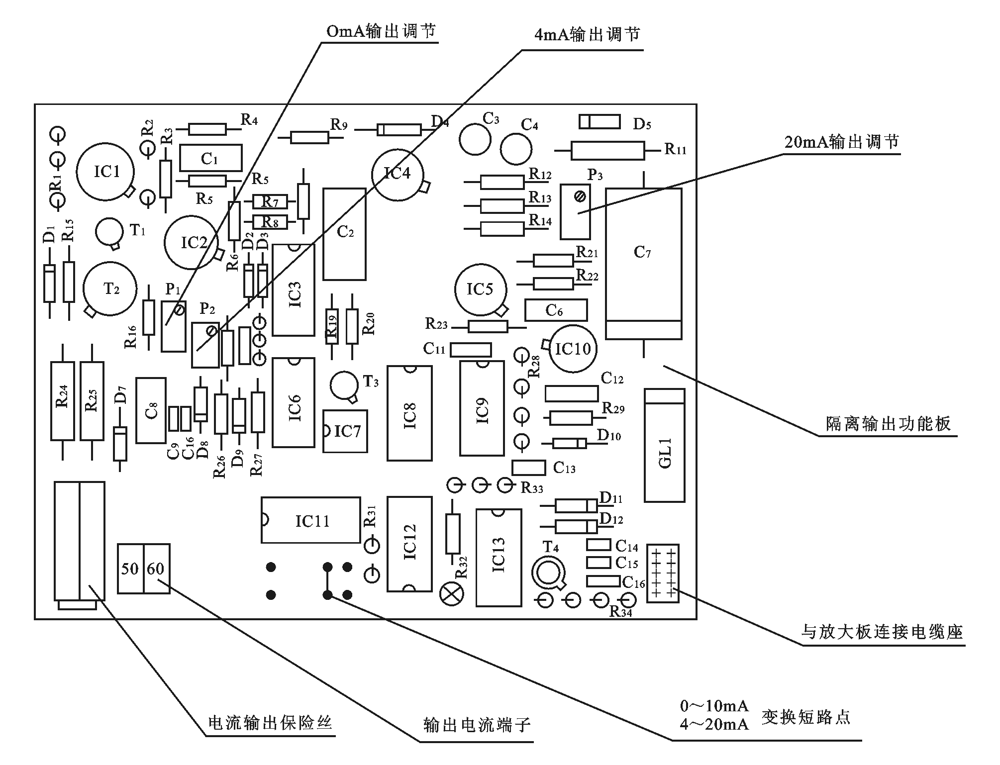 OmA输出调节
4mA输出调节
20mA输出调节
R4
R9
D4
C3
C4
D5
R2
R3
C1
R11
IC1
R1
R5
R5
IC4
R12
P3
R7
R13
R8
R14
T1
C2
D1
R15
IC2
D2
D3
R6
R21
C7
R22
T2
P1
IC3
IC5
P2
C6
R16
R19
R20
R23
C11
IC10
R28
R24
R25
D7
C8
T3
C12
IC6
IC8
IC9
R29
IC7
D10
隔离输出功能板
C9
C16
D8
R26
D9
R27
GL1
C13
R33
D11
IC11
R31
D12
IC12
IC13
T4
C14
50
60
C15
R32
C16
R34
与放大板连接电缆座
0～10mA
4～20mA
变换短路点
电流输出保险丝
输出电流端子